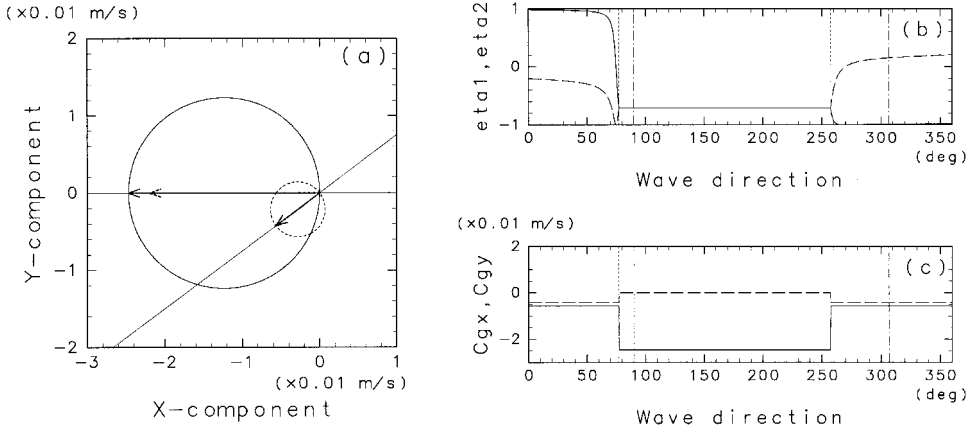 (×0.01 m/s)
(a)
2
1
0
−1
−2
Y−component
−3 −2 −1 0 1
(×0.01 m/s)
X−component
(b)
1
0
−1
eta1,eta2
0 50 100 150 200 250 300 350
(deg)
Wave direction
(×0.01 m/s)
(c)
2
0
−2
Cgx,Cgy
0 50 100 150 200 250 300 350
(deg)
Wave direction